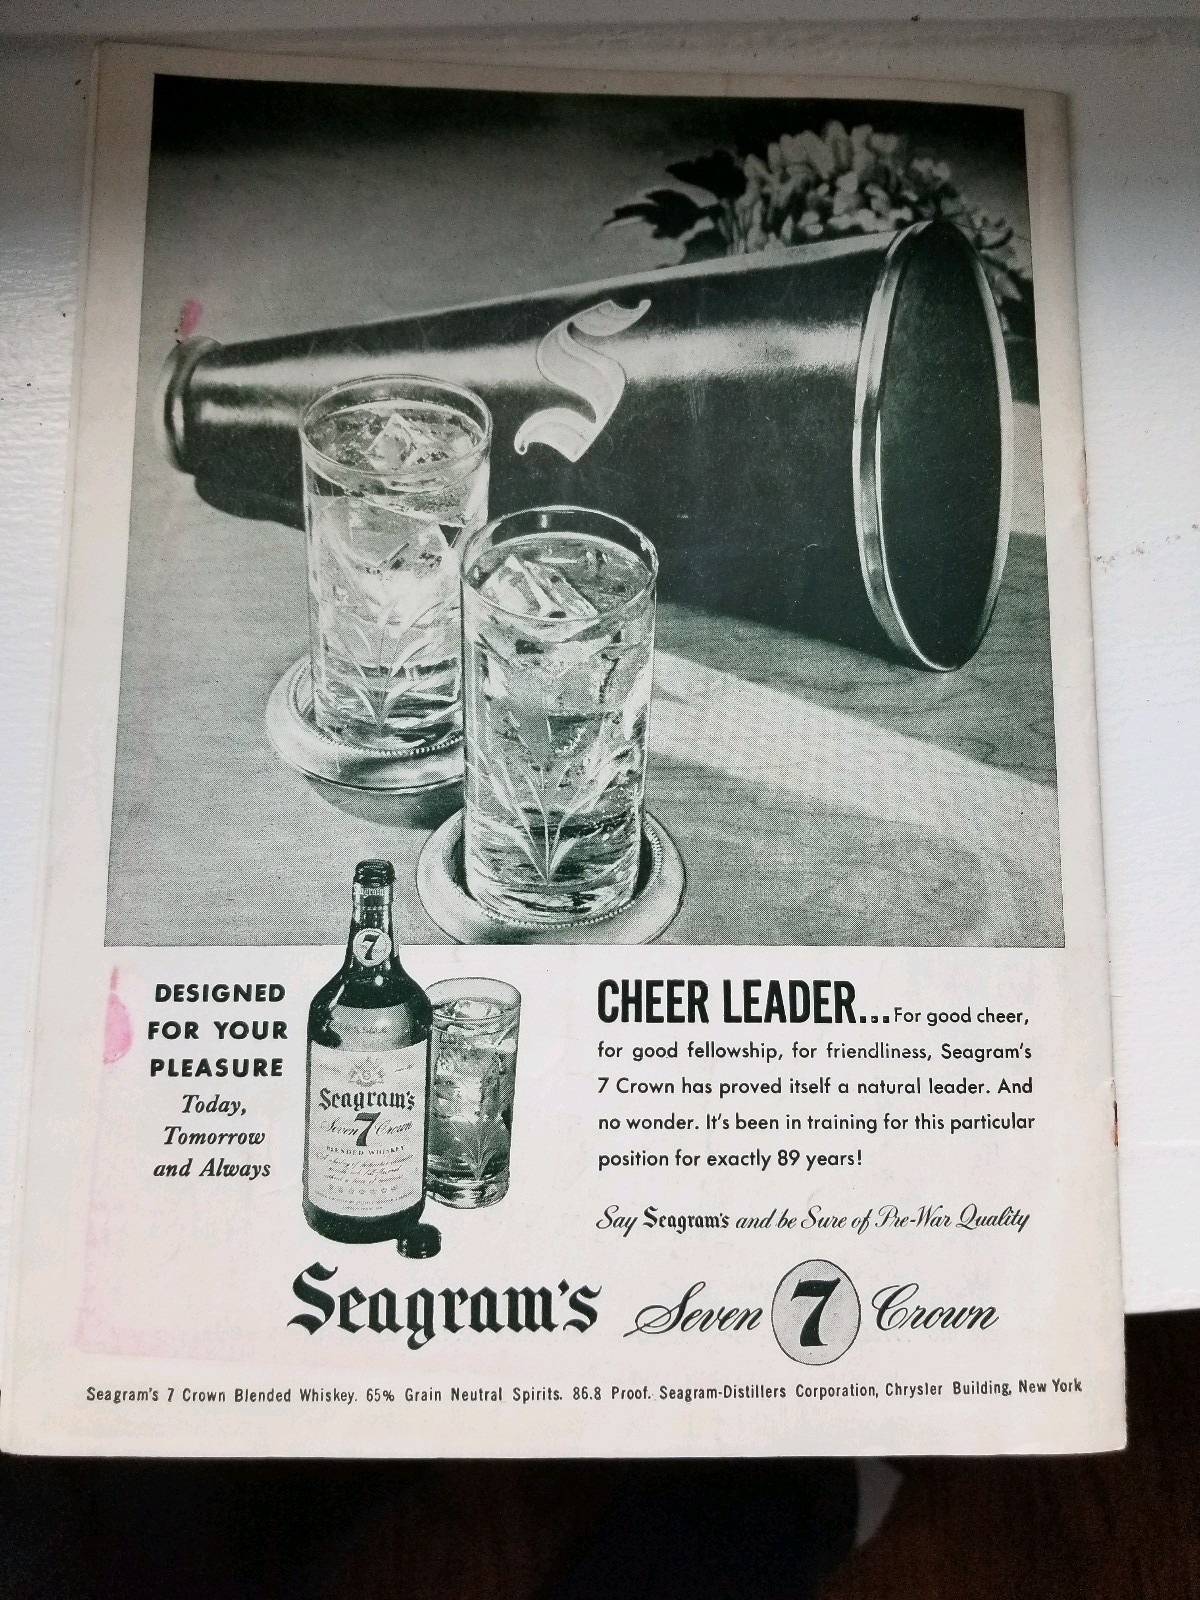 S
DESIGNED
FOR YOUR
PLEASURE
Today,
Tomorrow
and Always
7
Seagram's
Seven 7 Crown
BLENDED WHISKEY
CHEER LEADER... For good cheer,
for good fellowship, for friendliness, Seagram's
7 Crown has proved itself a natural leader. And
no wonder. It's been in training for this particular
position for exactly 89 years!
Say Seagram's and be Sure of Pre-War Quality
Seagram's Seven 7 Crown
Seagram's 7 Crown Blended Whiskey. 65% Grain Neutral Spirits. 86.8 Proof. Seagram-Distillers Corporation, Chrysler Building, New York